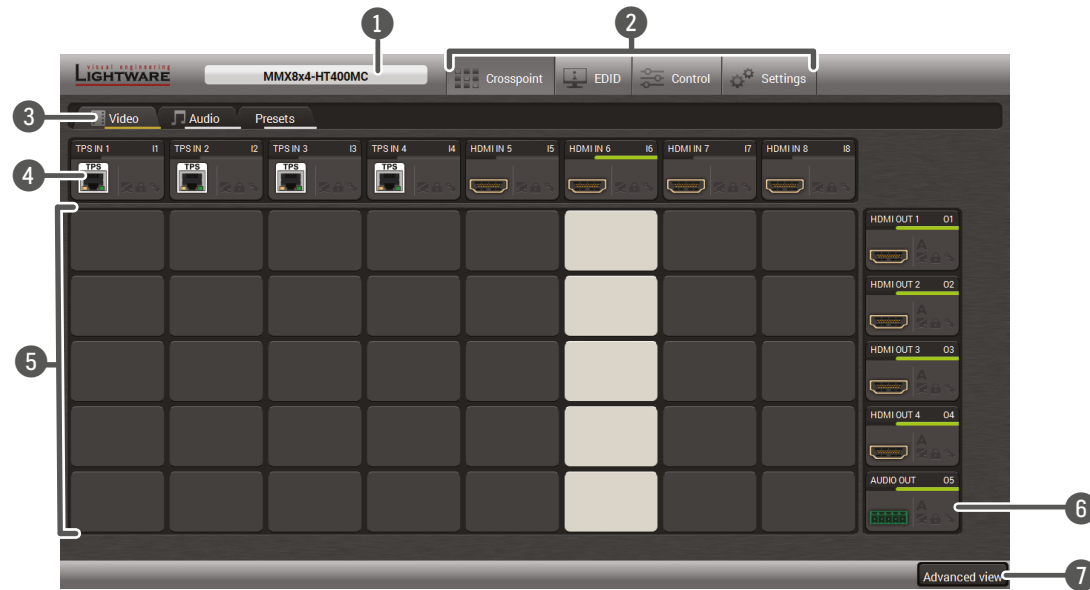 1
2
visual engineering
LIGHTWARE
MMX8x4-HT400MC
Crosspoint
EDID
Control
Settings
3
Video
Audio
Presets
TPS IN 1 I1
TPS IN 2 I2
TPS IN 3 I3
TPS IN 4 I4
HDMI IN 5 I5
HDMI IN 6 I6
HDMI IN 7 I7
HDMI IN 8 I8
4
TPS
TPS
TPS
TPS
HDMI OUT 1 O1
A
HDMI OUT 2 O2
A
5
HDMI OUT 3 O3
A
HDMI OUT 4 O4
A
AUDIO OUT O5
A
6
Advanced view
7